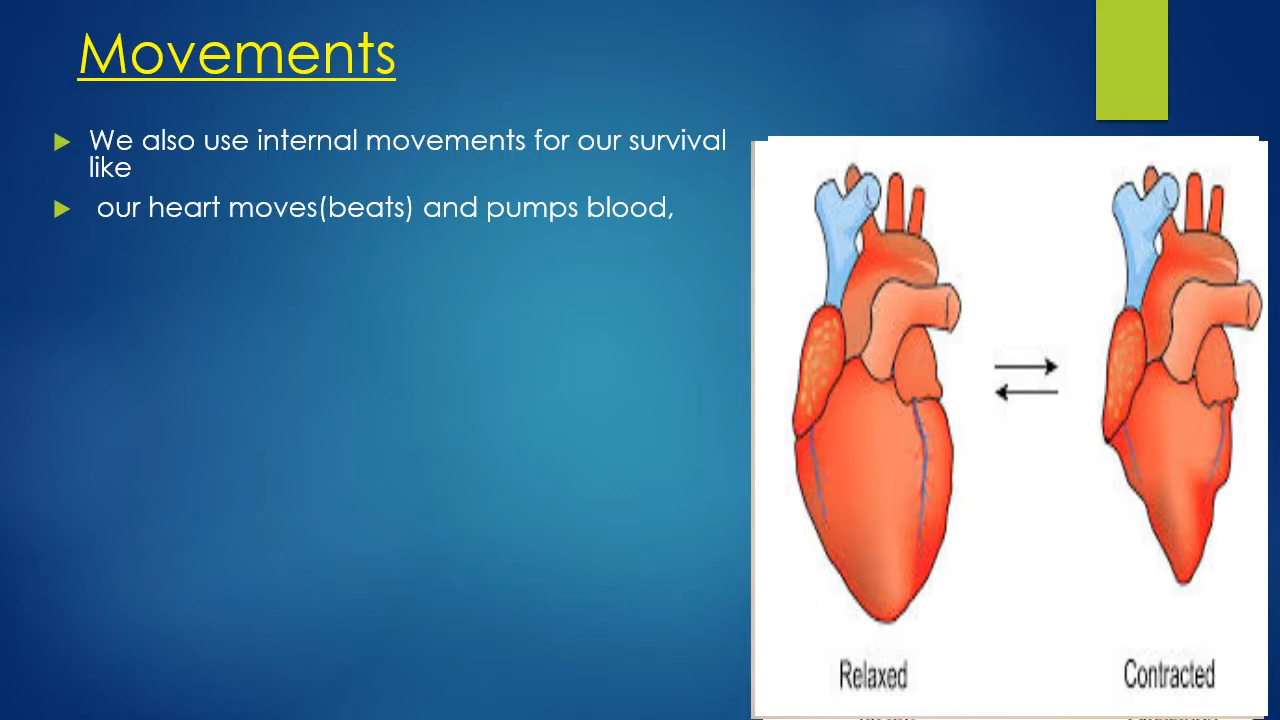 Movements
We also use internal movements for our survival
like
our heart moves(beats) and pumps blood,
Relaxed
Contracted